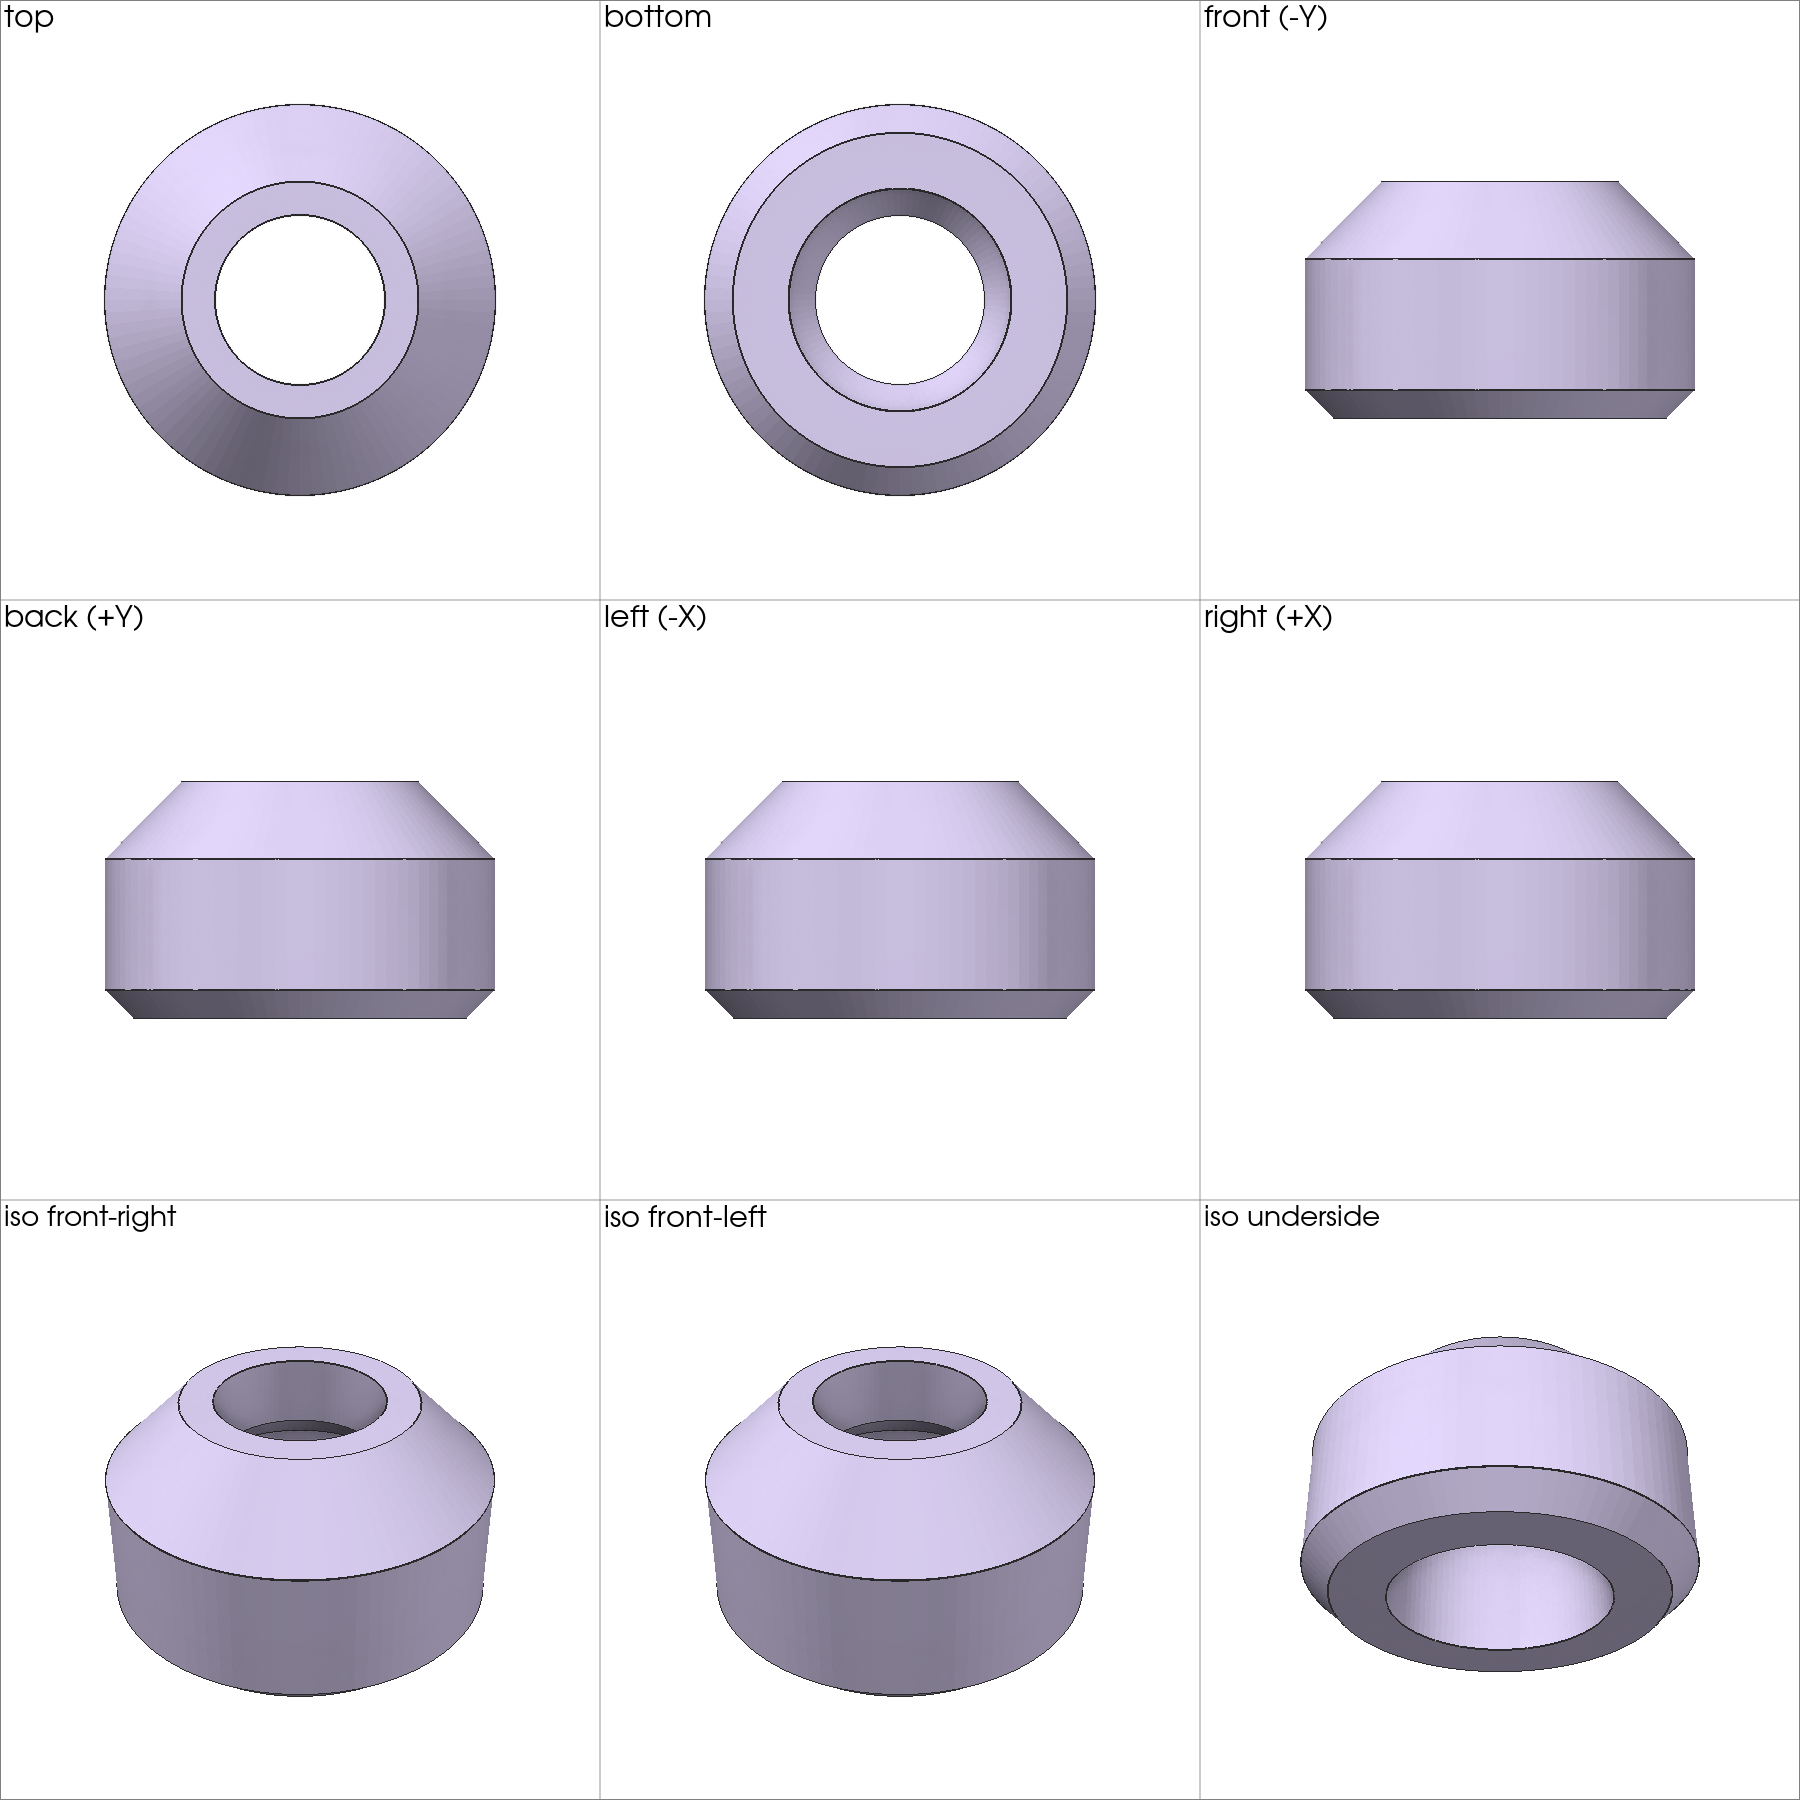 top
bottom
front (-Y)
back (+Y)
left (-X)
right (+X)
iso front-right
iso front-left
iso underside